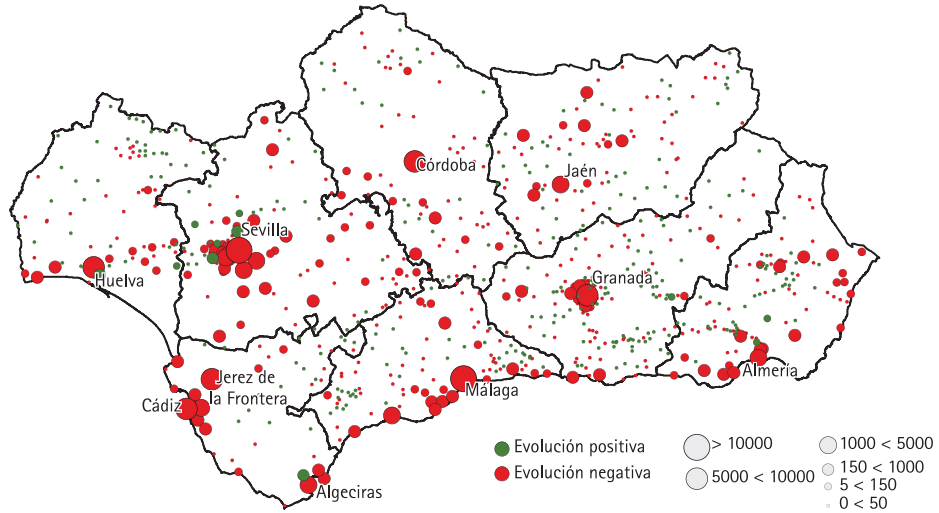 Córdoba
Jaén
Sevilla
Huelva
Granada
Jerez de
la Frontera
Cádiz
Málaga
Almería
Algeciras
Evolución positiva
Evolución negativa
> 10000
5000 < 10000
1000 < 5000
150 < 1000
5 < 150
0 < 50